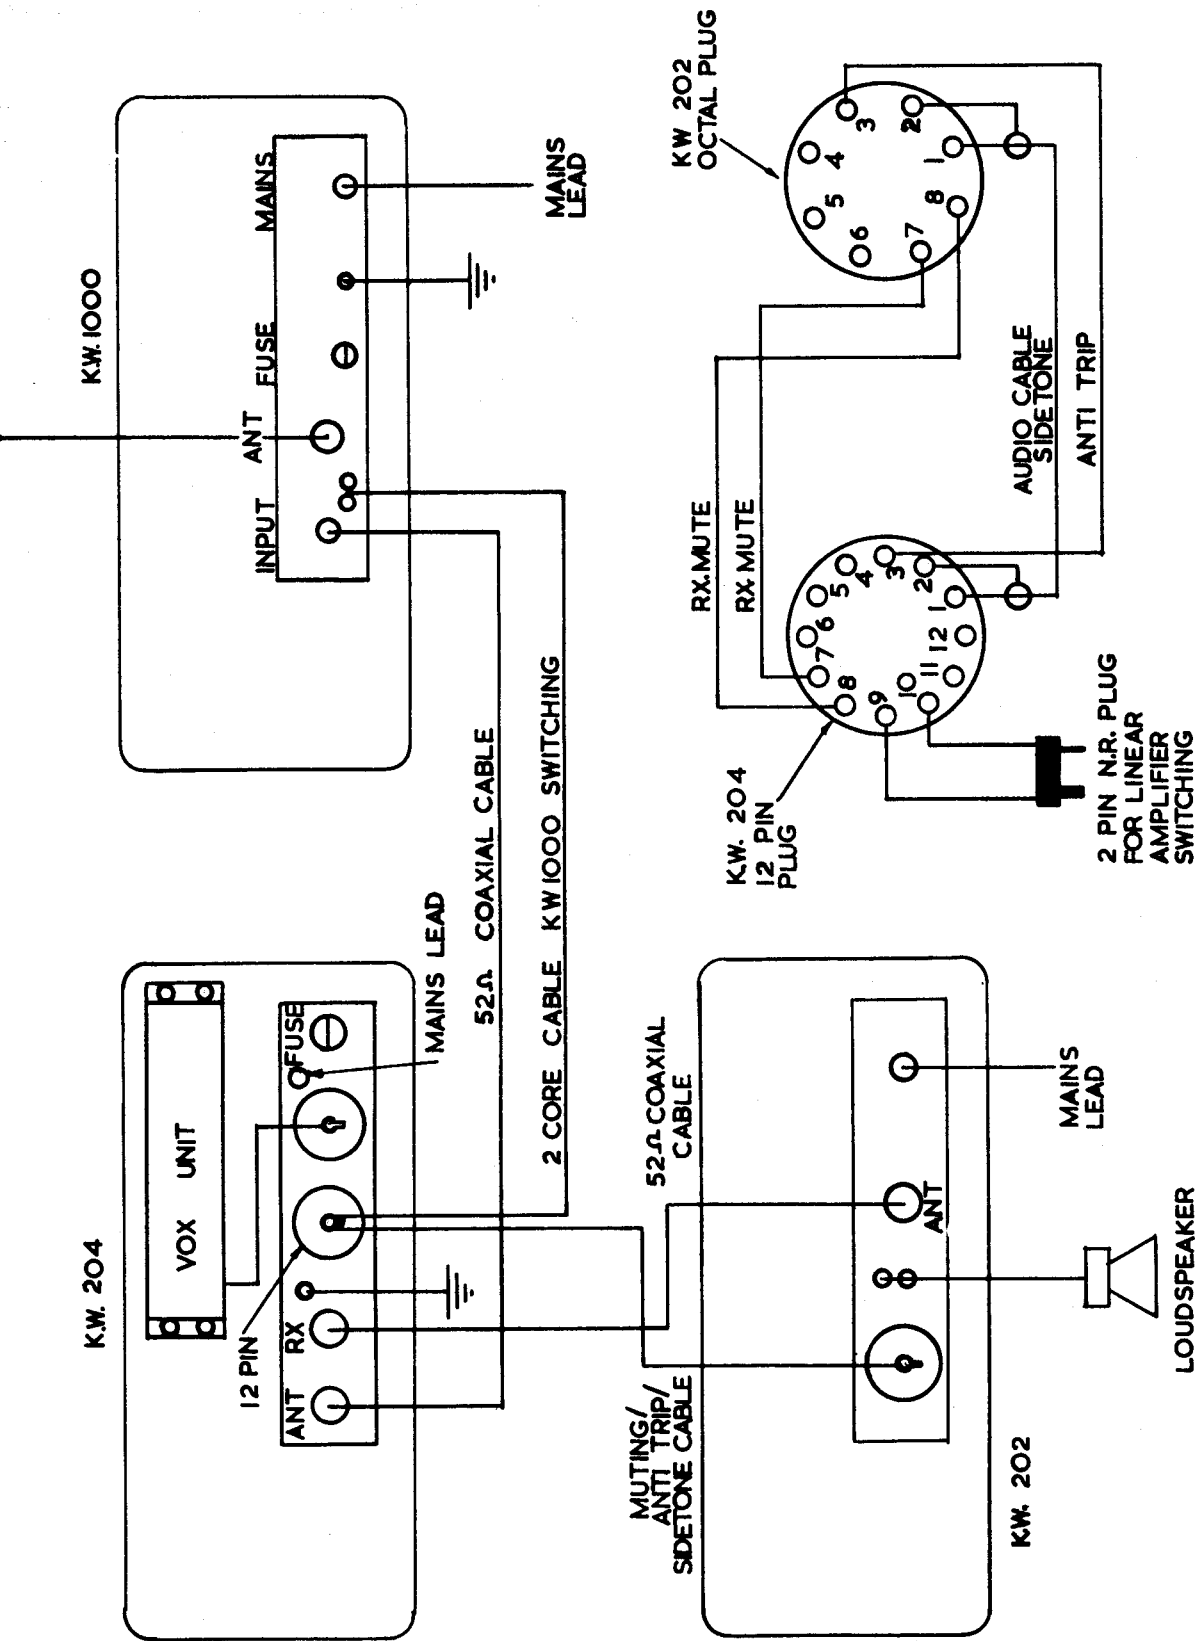 K.W. 204
VOX UNIT
12 PIN
ANT
RX
FUSE
MAINS LEAD
52Ω COAXIAL CABLE
2 CORE CABLE KW1000 SWITCHING
K.W. 1000
INPUT
ANT
FUSE
MAINS
MAINS
LEAD
MUTING/
ANTI TRIP/
SIDETONE CABLE
52Ω COAXIAL
CABLE
ANT
MAINS
LEAD
LOUDSPEAKER
K.W. 202
K.W. 204
12 PIN
PLUG
1
2
3
4
5
6
7
8
9
10
11
12
2 PIN N.R. PLUG
FOR LINEAR
AMPLIFIER
SWITCHING
RX.MUTE
RX MUTE
AUDIO CABLE
SIDETONE
ANTI TRIP
KW 202
OCTAL PLUG
1
2
3
4
5
6
7
8